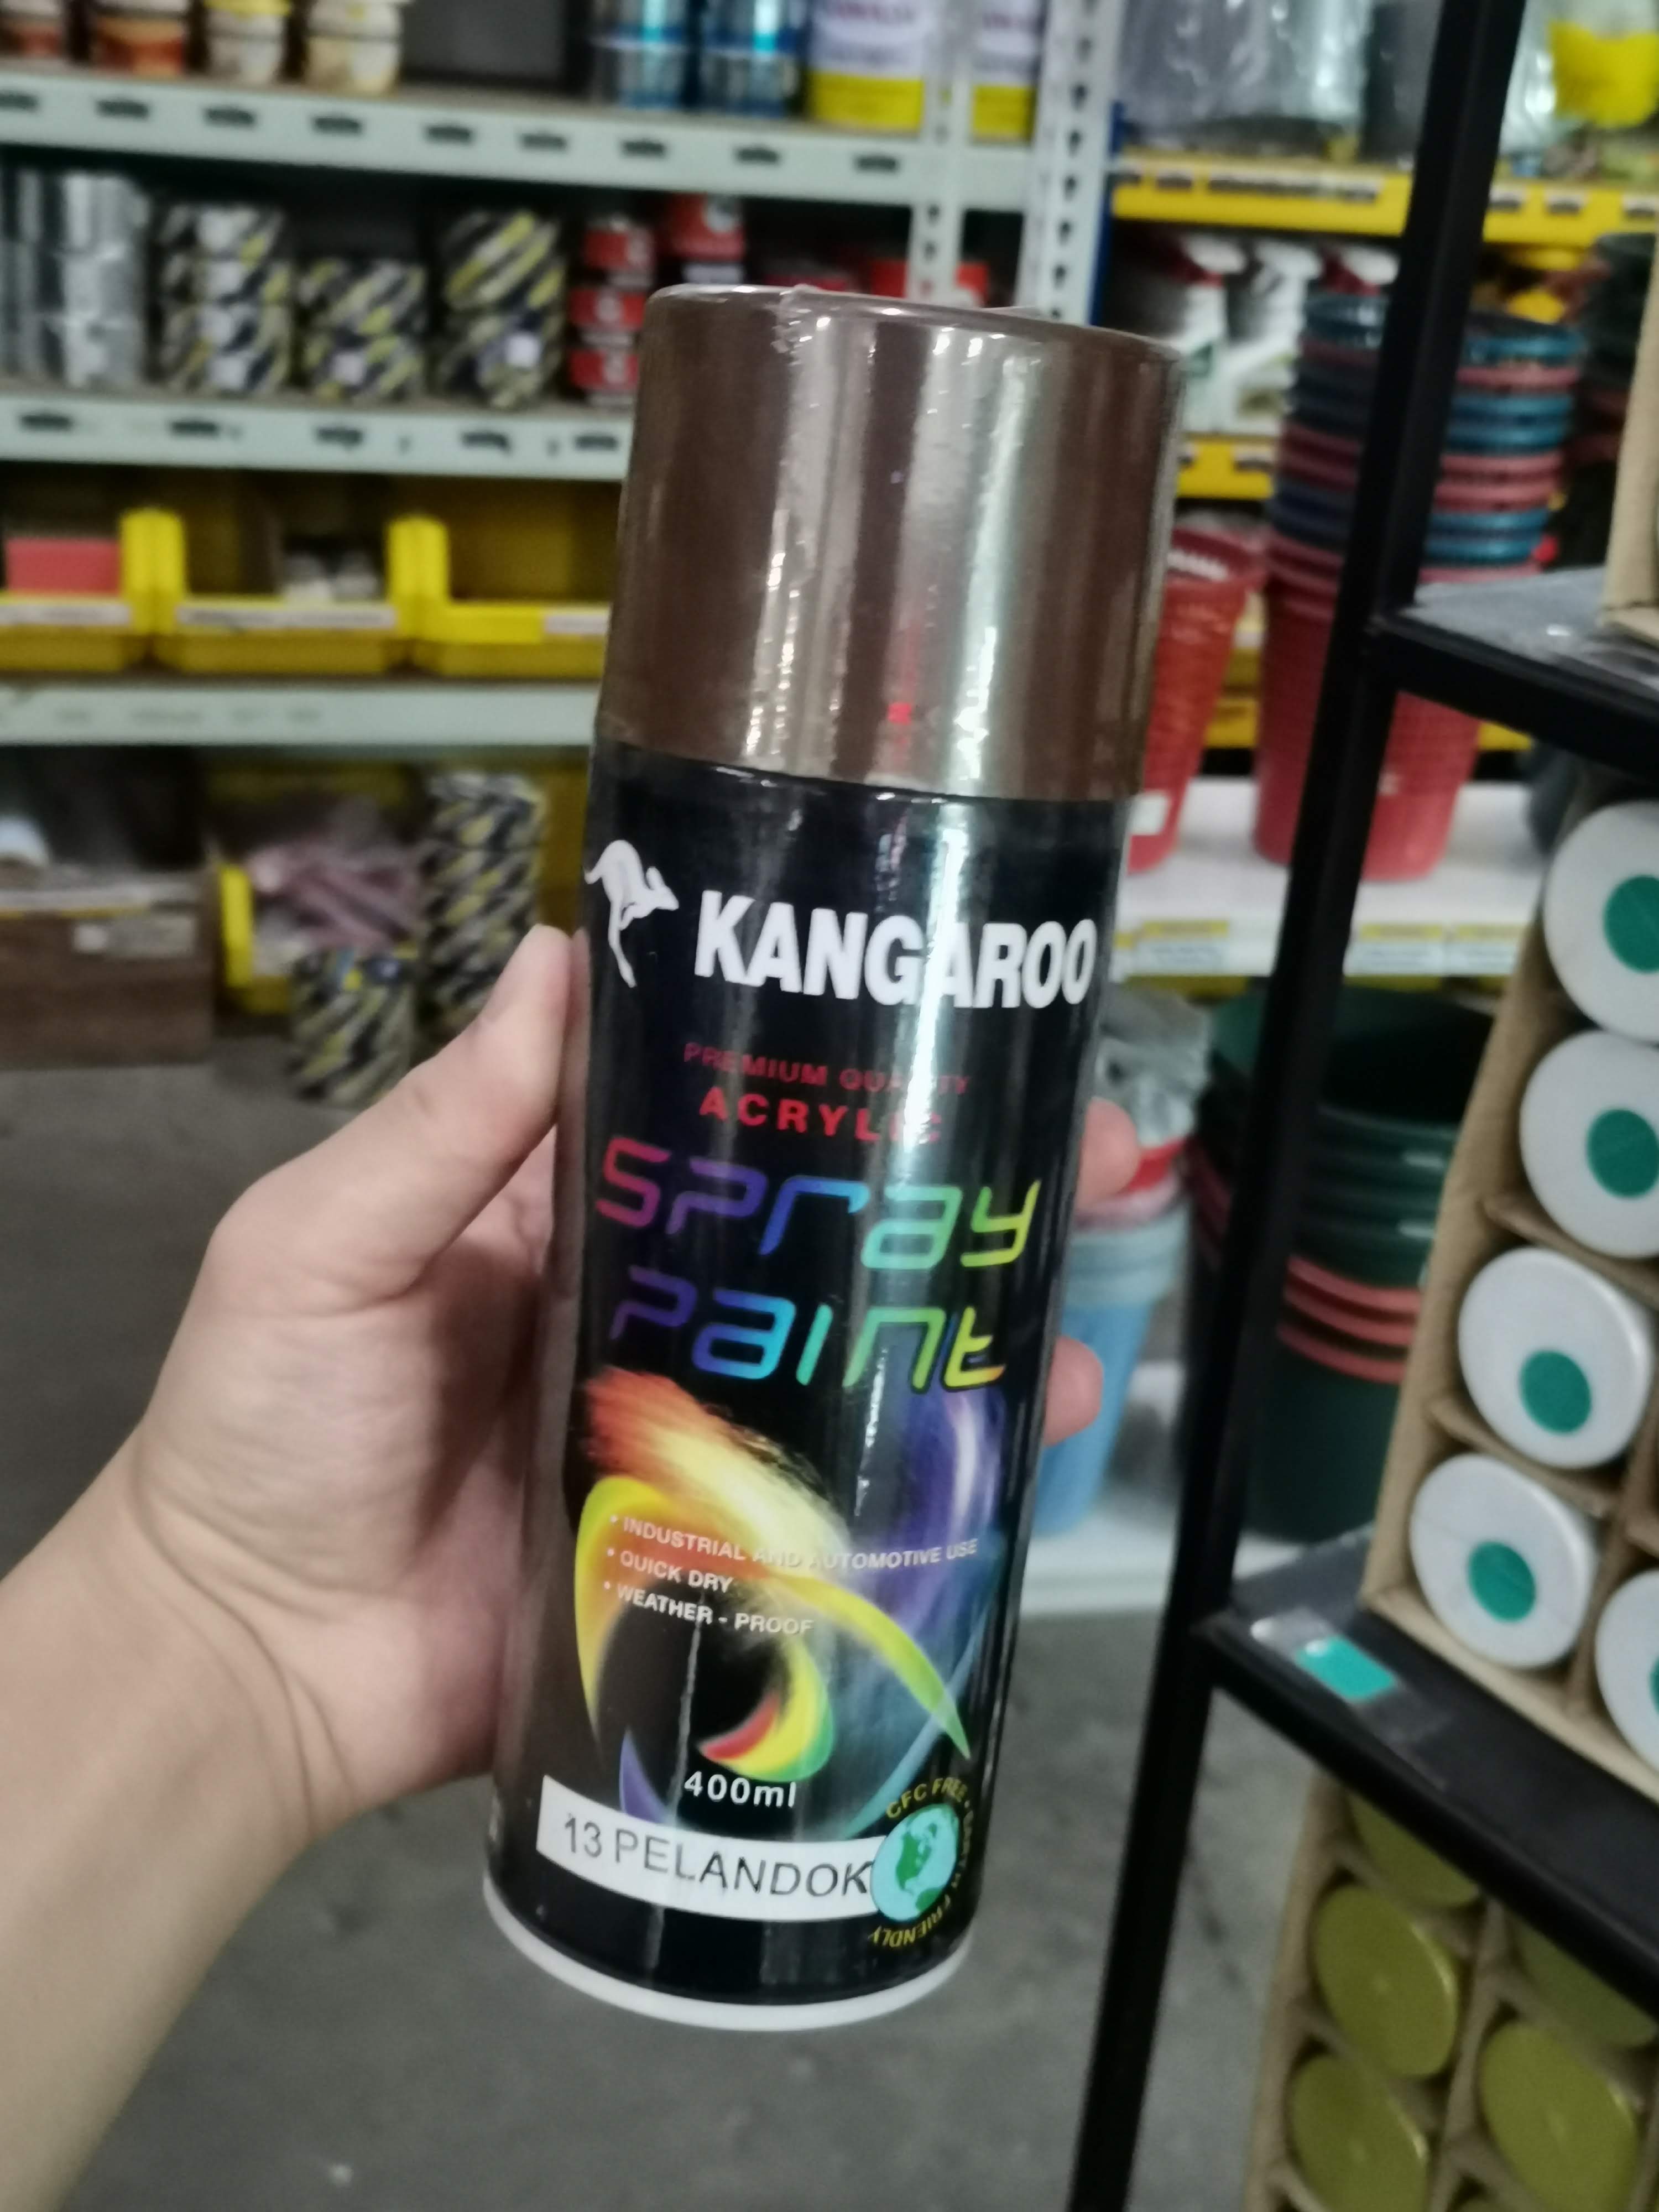 KANGAROO
PREMIUM QUALITY
ACRYLIC
SPRAY
PAINT
• INDUSTRIAL AND AUTOMOTIVE USE
• QUICK DRY
• WEATHER - PROOF
400ml
13 PELANDOK
CFC FREE • EARTH FRIENDLY